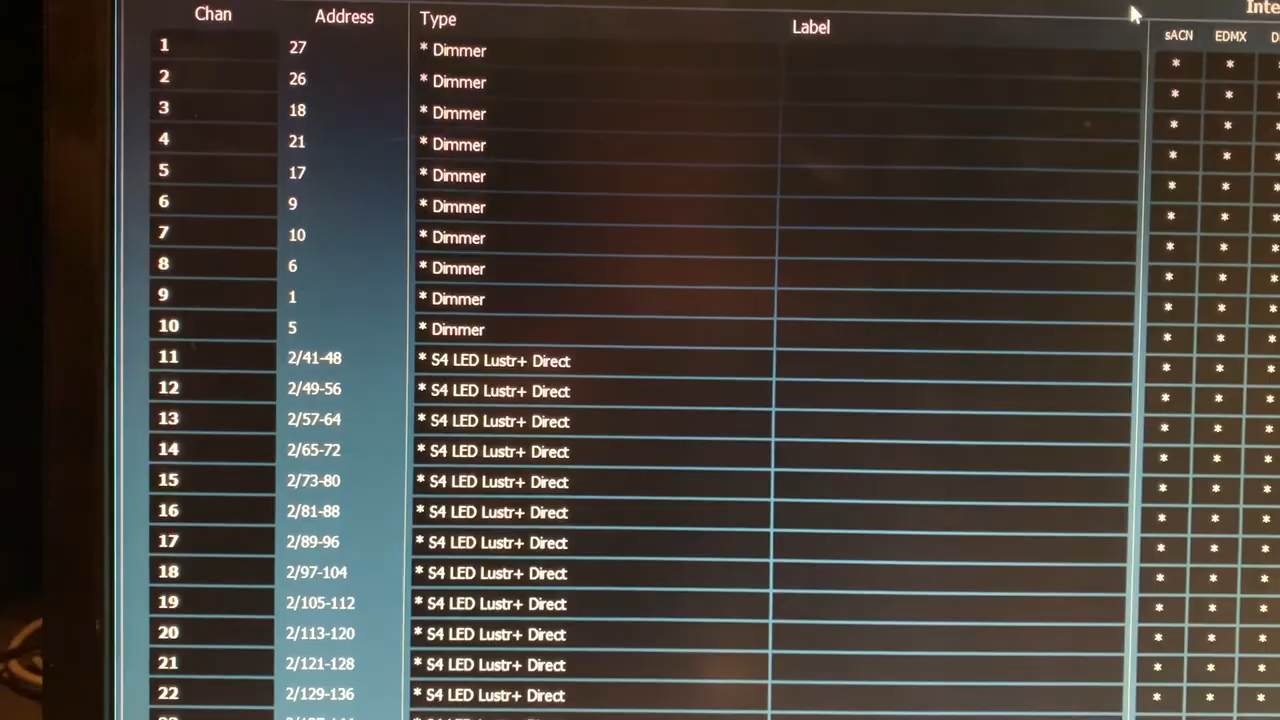 Chan Address Type Label Inte
sACN EDMX D
1 27 * Dimmer * * *
2 26 * Dimmer * * *
3 18 * Dimmer * * *
4 21 * Dimmer * * *
5 17 * Dimmer * * *
6 9 * Dimmer * * *
7 10 * Dimmer * * *
8 6 * Dimmer * * *
9 1 * Dimmer * * *
10 5 * Dimmer * * *
11 2/41-48 * S4 LED Lustr+ Direct * * *
12 2/49-56 * S4 LED Lustr+ Direct * * *
13 2/57-64 * S4 LED Lustr+ Direct * * *
14 2/65-72 * S4 LED Lustr+ Direct * * *
15 2/73-80 * S4 LED Lustr+ Direct * * *
16 2/81-88 * S4 LED Lustr+ Direct * * *
17 2/89-96 * S4 LED Lustr+ Direct * * *
18 2/97-104 * S4 LED Lustr+ Direct * * *
19 2/105-112 * S4 LED Lustr+ Direct * * *
20 2/113-120 * S4 LED Lustr+ Direct * * *
21 2/121-128 * S4 LED Lustr+ Direct * * *
22 2/129-136 * S4 LED Lustr+ Direct * * *